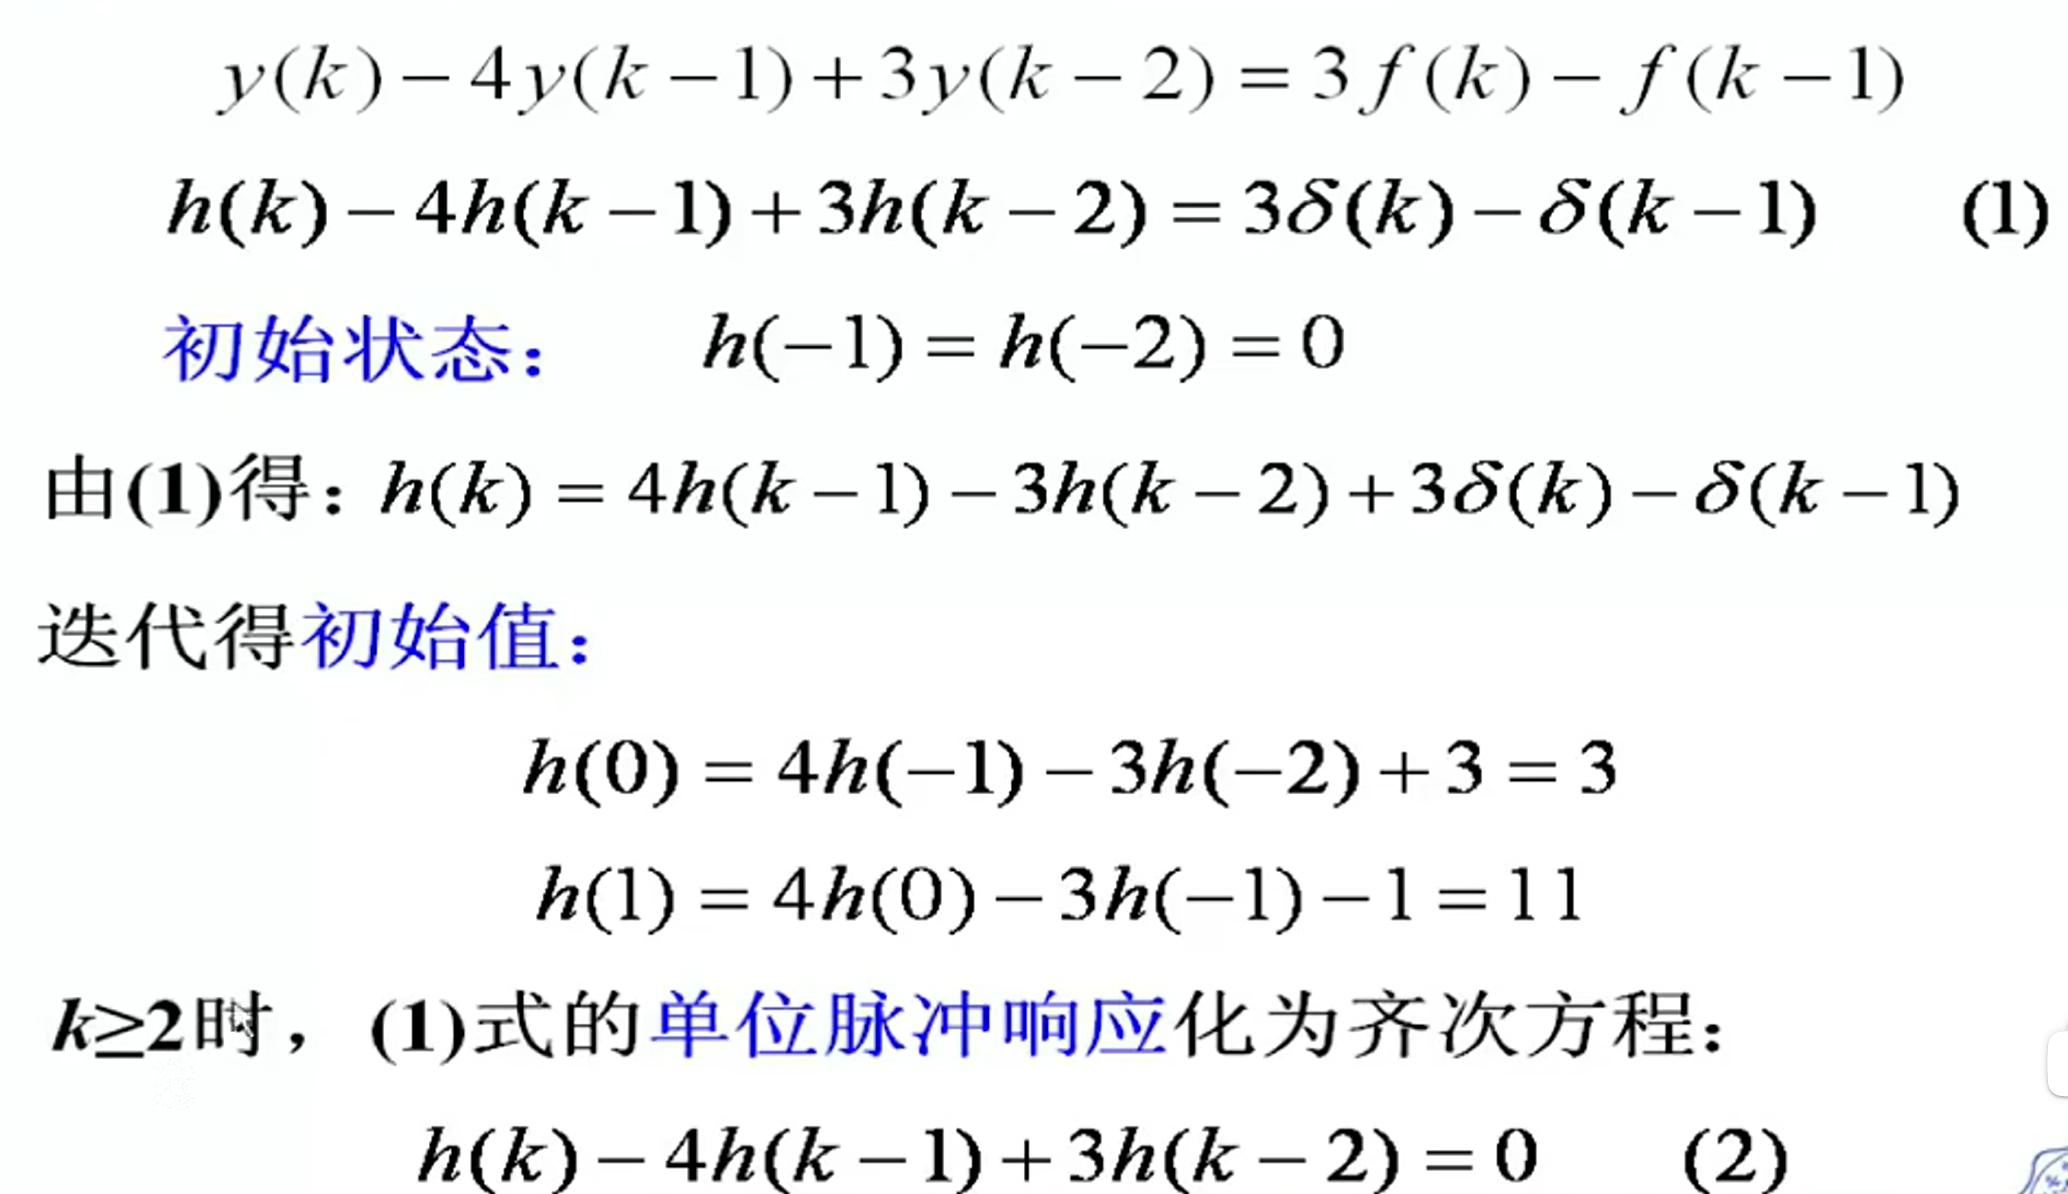 y(k) − 4y(k − 1) + 3y(k − 2) = 3f(k) − f(k − 1)
h(k) − 4h(k − 1) + 3h(k − 2) = 3δ(k) − δ(k − 1) (1)
初始状态： h(−1) = h(−2) = 0
由(1)得：h(k) = 4h(k − 1) − 3h(k − 2) + 3δ(k) − δ(k − 1)
迭代得初始值：
h(0) = 4h(−1) − 3h(−2) + 3 = 3
h(1) = 4h(0) − 3h(−1) − 1 = 11
k≥2时，(1)式的单位脉冲响应化为齐次方程：
h(k) − 4h(k − 1) + 3h(k − 2) = 0 (2)